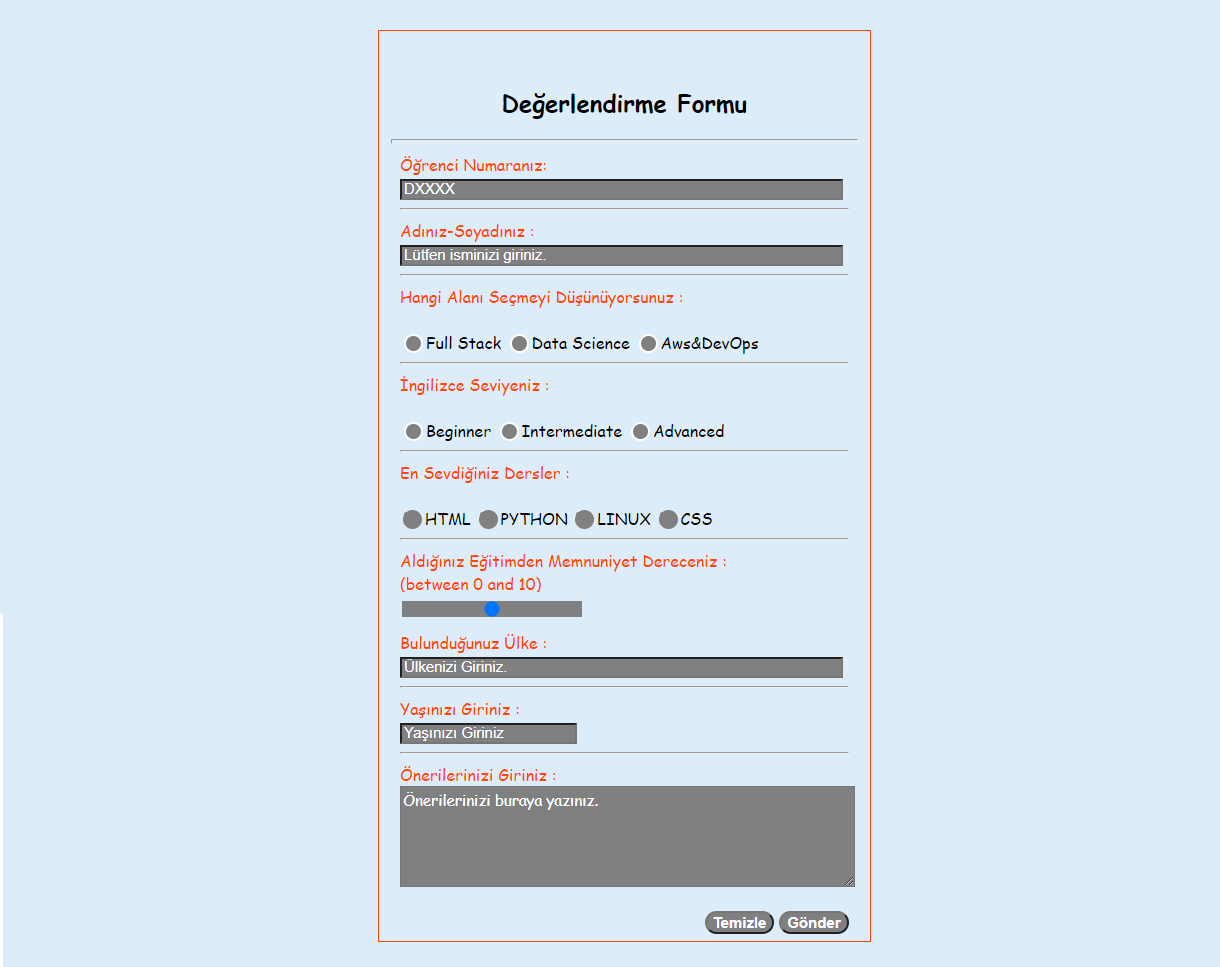 Değerlendirme Formu
Öğrenci Numaranız:
DXXXX
Adınız-Soyadınız :
Lütfen isminizi giriniz.
Hangi Alanı Seçmeyi Düşünüyorsunuz :
Full Stack Data Science Aws&DevOps
İngilizce Seviyeniz :
Beginner Intermediate Advanced
En Sevdiğiniz Dersler :
HTML PYTHON LINUX CSS
Aldığınız Eğitimden Memnuniyet Dereceniz :
(between 0 and 10)
Bulunduğunuz Ülke :
Ülkenizi Giriniz.
Yaşınızı Giriniz :
Yaşınızı Giriniz
Önerilerinizi Giriniz :
Önerilerinizi buraya yazınız.
Temizle Gönder